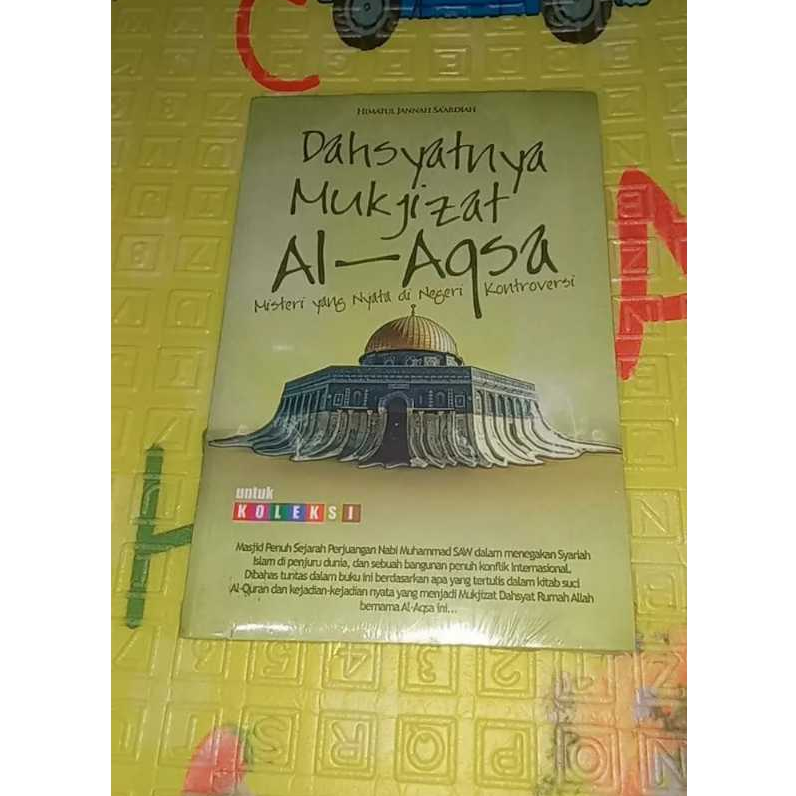 HIMATUL JANNAH SA'ARDIAH
Dahsyatnya
Mukjizat
Al-Aqsa
Misteri yang Nyata di Negeri Kontroversi
untuk
KOLEKSI
Masjid Penuh Sejarah Perjuangan Nabi Muhammad SAW dalam menegakan Syariah
Islam di penjuru dunia, dan sebuah bangunan penuh konflik Internasional.
Dibahas tuntas dalam buku ini berdasarkan apa yang tertulis dalam kitab suci
Al-Quran dan kejadian-kejadian nyata yang menjadi Mukjizat Dahsyat Rumah Allah
bernama Al-Aqsa ini...